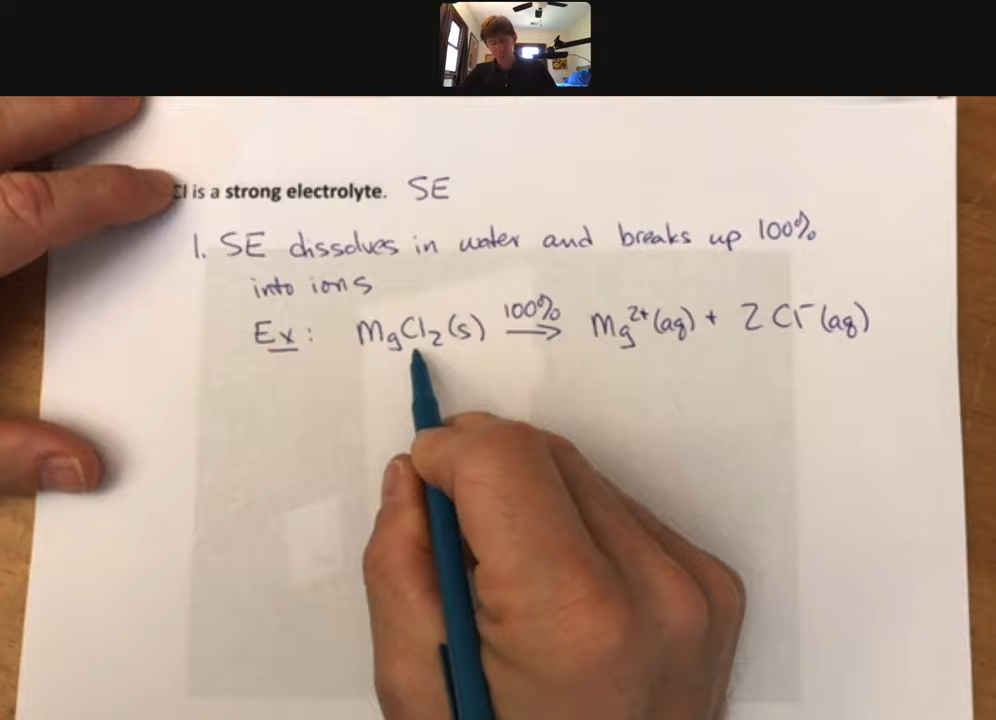 Cl is a strong electrolyte. SE
1. SE dissolves in water and breaks up 100%
into ions
Ex: MgCl₂(s) —100%→ Mg²⁺(aq) + 2 Cl⁻(aq)